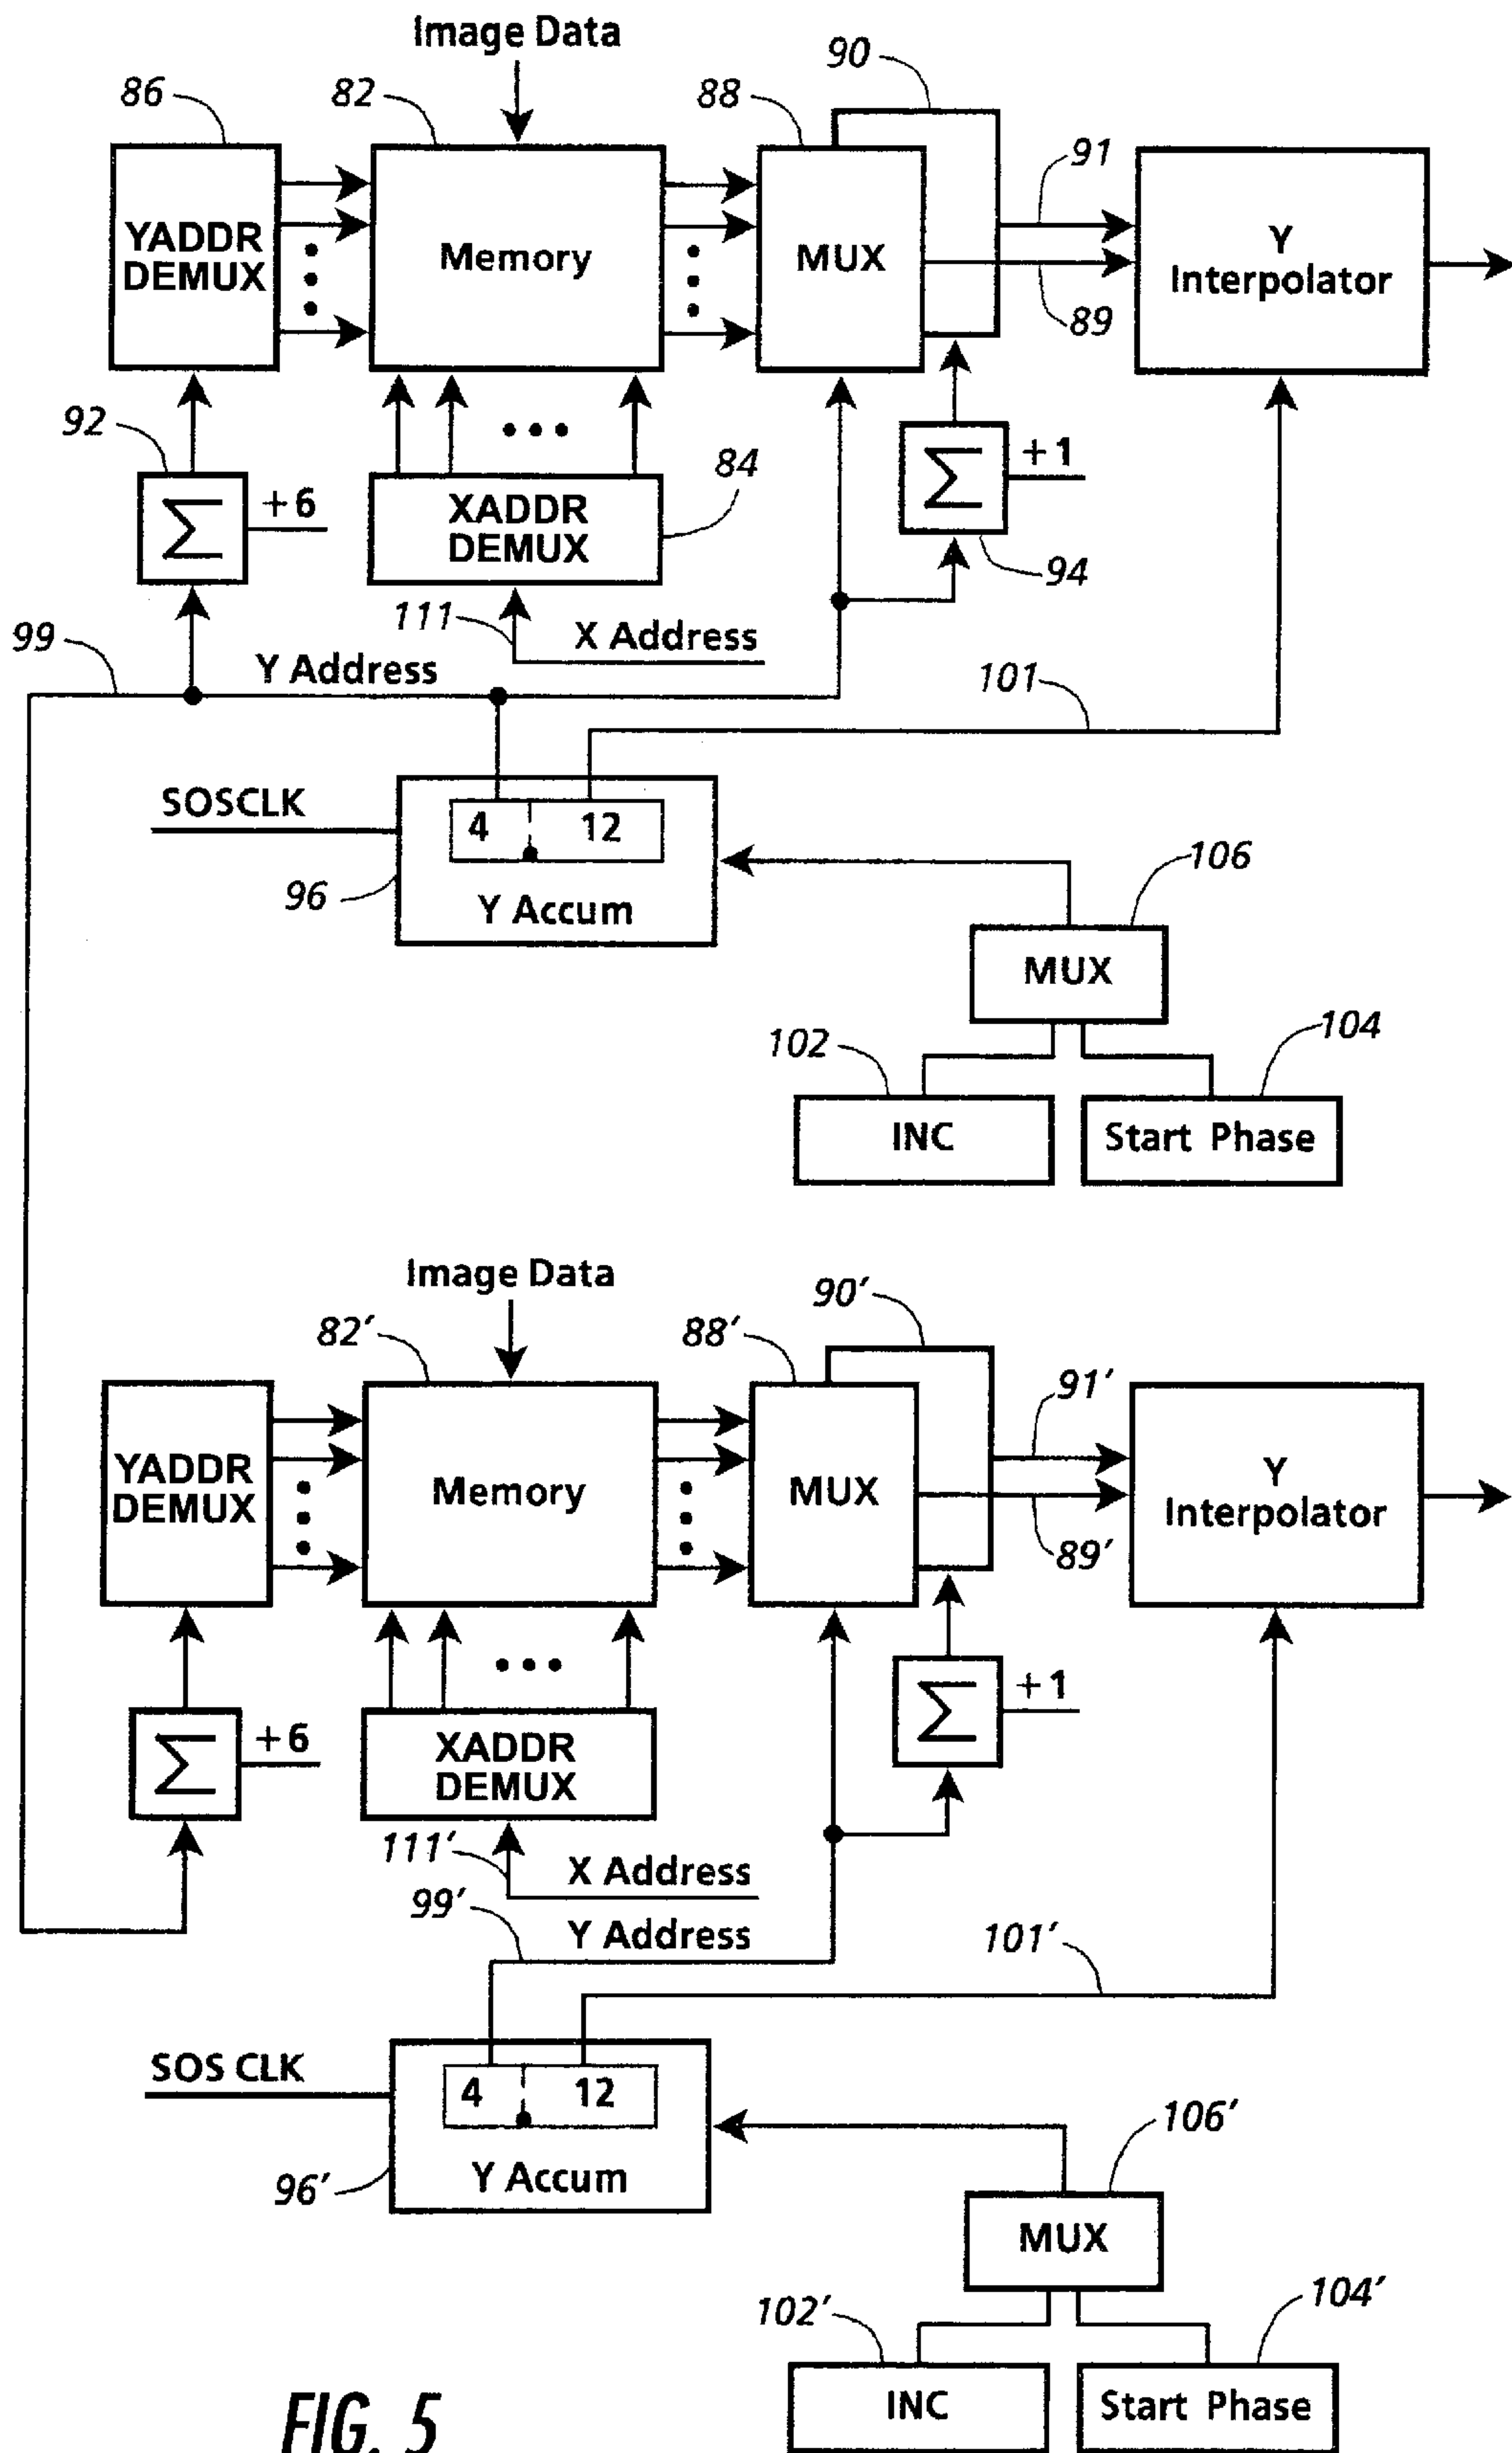 Image Data
90
86
82
88
91
YADDR
DEMUX
Memory
MUX
Y
Interpolator
89
92
Σ
+6
84
XADDR
DEMUX
Σ
+1
94
111
X Address
99
Y Address
101
SOSCLK
4
12
96
Y Accum
106
MUX
102
104
INC
Start Phase
Image Data
90′
82′
88′
91′
YADDR
DEMUX
Memory
MUX
Y
Interpolator
89′
Σ
+6
XADDR
DEMUX
Σ
+1
111′
X Address
99′
Y Address
101′
SOS CLK
4
12
96′
Y Accum
106′
MUX
102′
104′
INC
Start Phase
FIG. 5